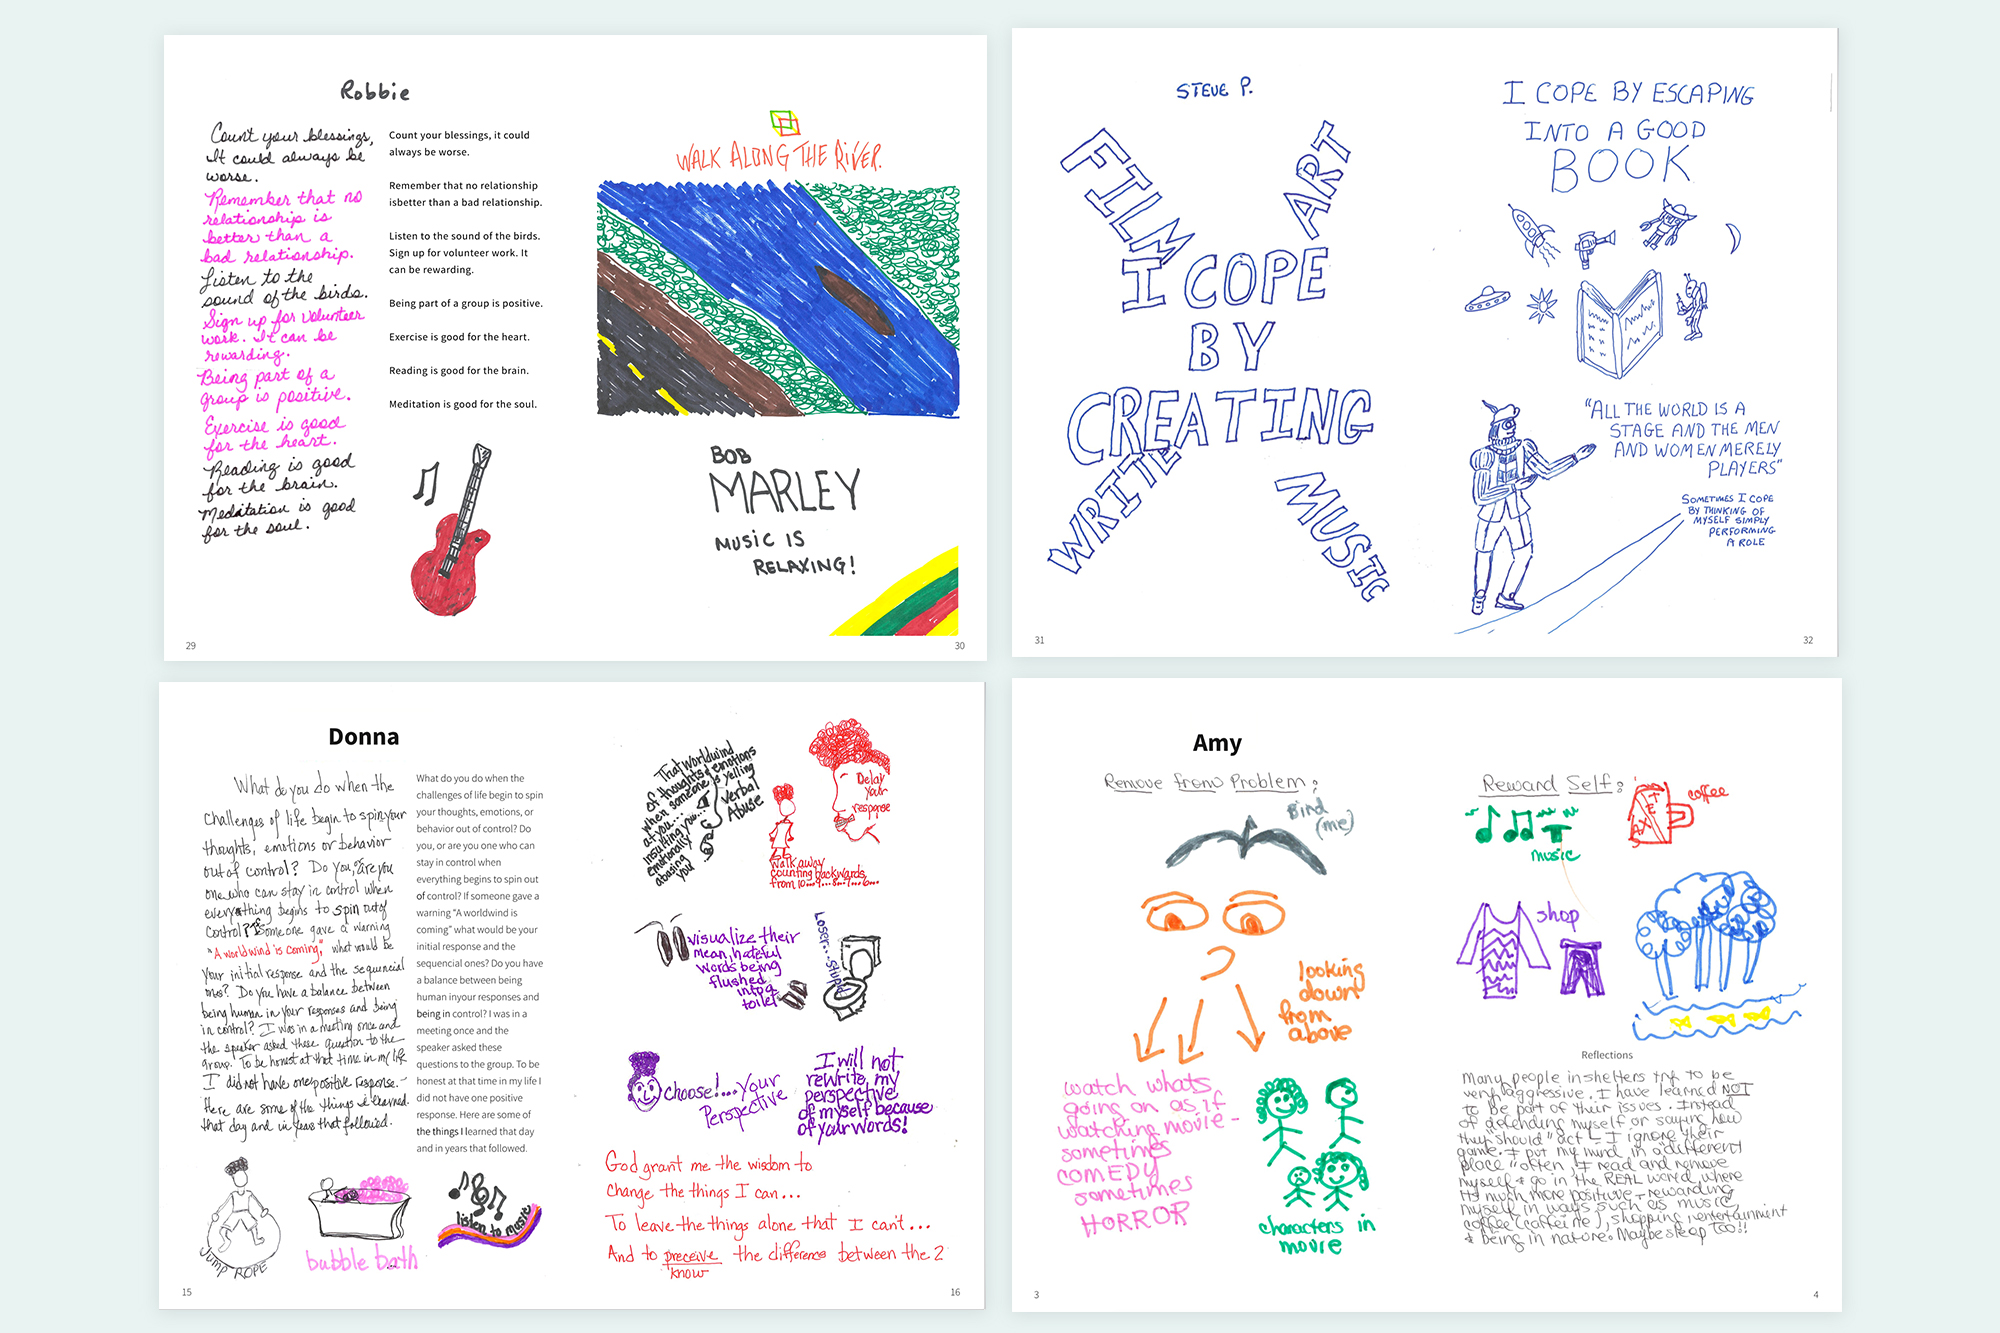 Robbie
Count your blessings,
It could always be
worse.
Remember that no
relationship is
better than a
bad relationship.
Listen to the
sound of the birds.
Sign up for volunteer
work. It can be
rewarding.
Being part of a
group is positive.
Exercise is good
for the heart.
Reading is good
for the brain.
Meditation is good
for the soul.
Count your blessings, it could
always be worse.
Remember that no relationship
isbetter than a bad relationship.
Listen to the sound of the birds.
Sign up for volunteer work. It
can be rewarding.
Being part of a group is positive.
Exercise is good for the heart.
Reading is good for the brain.
Meditation is good for the soul.
29
WALK ALONG THE RIVER.
BOB
MARLEY
MUSIC IS
RELAXING!
30
STEVE P.
FILM
ART
I COPE
BY
CREATING
WRITE
MUSIC
31
I COPE BY ESCAPING
INTO A GOOD
BOOK
"ALL THE WORLD IS A
STAGE AND THE MEN
AND WOMEN MERELY
PLAYERS"
SOMETIMES I COPE
BY THINKING OF
MYSELF SIMPLY
PERFORMING
A ROLE
32
Donna
What do you do when the
challenges of life begin to spin your
thoughts, emotions or behavior
out of control? Do you, or are you
one who can stay in control when
everything begins to spin out of
control? If someone gave a warning
"A worldwind is coming," what would be
your initial response and the sequencial
ones? Do you have a balance between
being human in your responses and being
in control? I was in a meeting once and
the speaker asked these question to the
group. To be honest at that time in my life
I did not have one positive response.
Here are some of the things I learned
that day and in years that followed.
What do you do when the
challenges of life begin to spin
your thoughts, emotions, or
behavior out of control? Do
you, or are you one who can
stay in control when
everything begins to spin out
of control? If someone gave a
warning "A worldwind is
coming" what would be your
initial response and the
sequencial ones? Do you have
a balance between being
human inyour responses and
being in control? I was in a
meeting once and the
speaker asked these
questions to the group. To be
honest at that time in my life I
did not have one positive
response. Here are some of
the things I learned that day
and in years that followed.
Jump ROPE
bubble bath
listen to music
15
That worldwind
of thoughts & emotions
when someone is yelling
at you...
insulting you...
emotionally
abusing
you
verbal
Abuse
Delay
your
response
walk away
counting backwards
from 10...9...8...7...6...
visualize their
mean, hateful
words being
flushed
into a
toilet
Loser... stupid
choose!... your
Perspective
I will not
rewrite my
perspective
of myself because
of your words!
God grant me the wisdom to
change the things I can...
To leave the things alone that I can't...
And to preceive the difference between the 2
"know
16
Amy
Remove from Problem:
Bird
(me)
looking
down
from
above
watch whats
going on as if
watching movie -
sometimes
COMEDY
sometimes
HORROR
characters in
movie
3
Reward Self:
music
coffee
shop
Reflections
Many people in shelters try to be
very aggressive. I have learned NOT
to be part of their issues. Instead
of defending myself or saying how
they "should" act - I ignore their
game. I put my mind in a "different
place" often. I read and remove
myself & go in the REAL world where
its much more positive - rewarding
myself in ways such as music,
coffee (caffeine), shopping, entertainment
& being in nature. Maybe sleep too!!
4